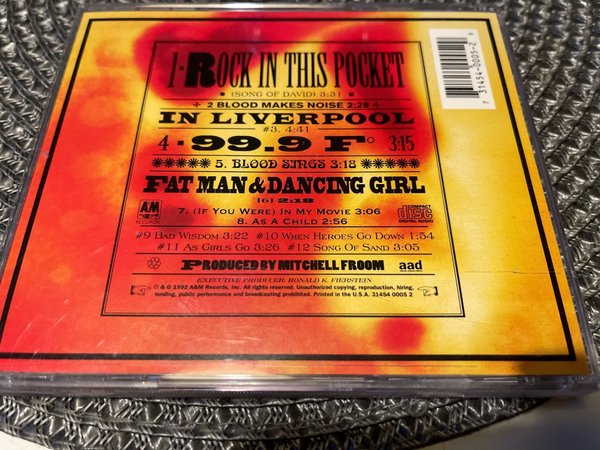 1 · ROCK IN THIS POCKET
(SONG OF DAVID) 3:31
2 BLOOD MAKES NOISE 2:28
IN LIVERPOOL
#3. 4:41
4 · 99.9 F° 3:15
5. BLOOD SINGS 3:18
FAT MAN & DANCING GIRL
[6] 2:18
7. (IF YOU WERE) IN MY MOVIE 3:06
8. AS A CHILD 2:56
#9 BAD WISDOM 3:22 #10 WHEN HEROES GO DOWN 1:54
#11 AS GIRLS GO 3:26 #12 SONG OF SAND 3:05
A&M
RECORDS
COMPACT
disc
DIGITAL AUDIO
PRODUCED BY MITCHELL FROOM
aad
EXECUTIVE PRODUCER: RONALD K. FIERSTEIN
℗ & © 1992 A&M Records, Inc. All rights reserved. Unauthorized copying, reproduction, hiring,
lending, public performance and broadcasting prohibited. Printed in the U.S.A. 31454 0005 2
7 31454-0005-2 8